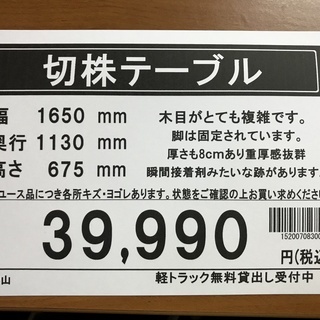 切株テーブル
幅 1650 mm
奥行 1130 mm
高さ 675 mm
木目がとても複雑です。
脚は固定されています。
厚さも8cmあり重厚感抜群
瞬間接着剤みたいな跡があります。
ユース品につき各所キズ・ヨゴレあります。状態をご確認の上お買い求めください
39,990
円(税込
15200708300
山
軽トラック無料貸出し受付中